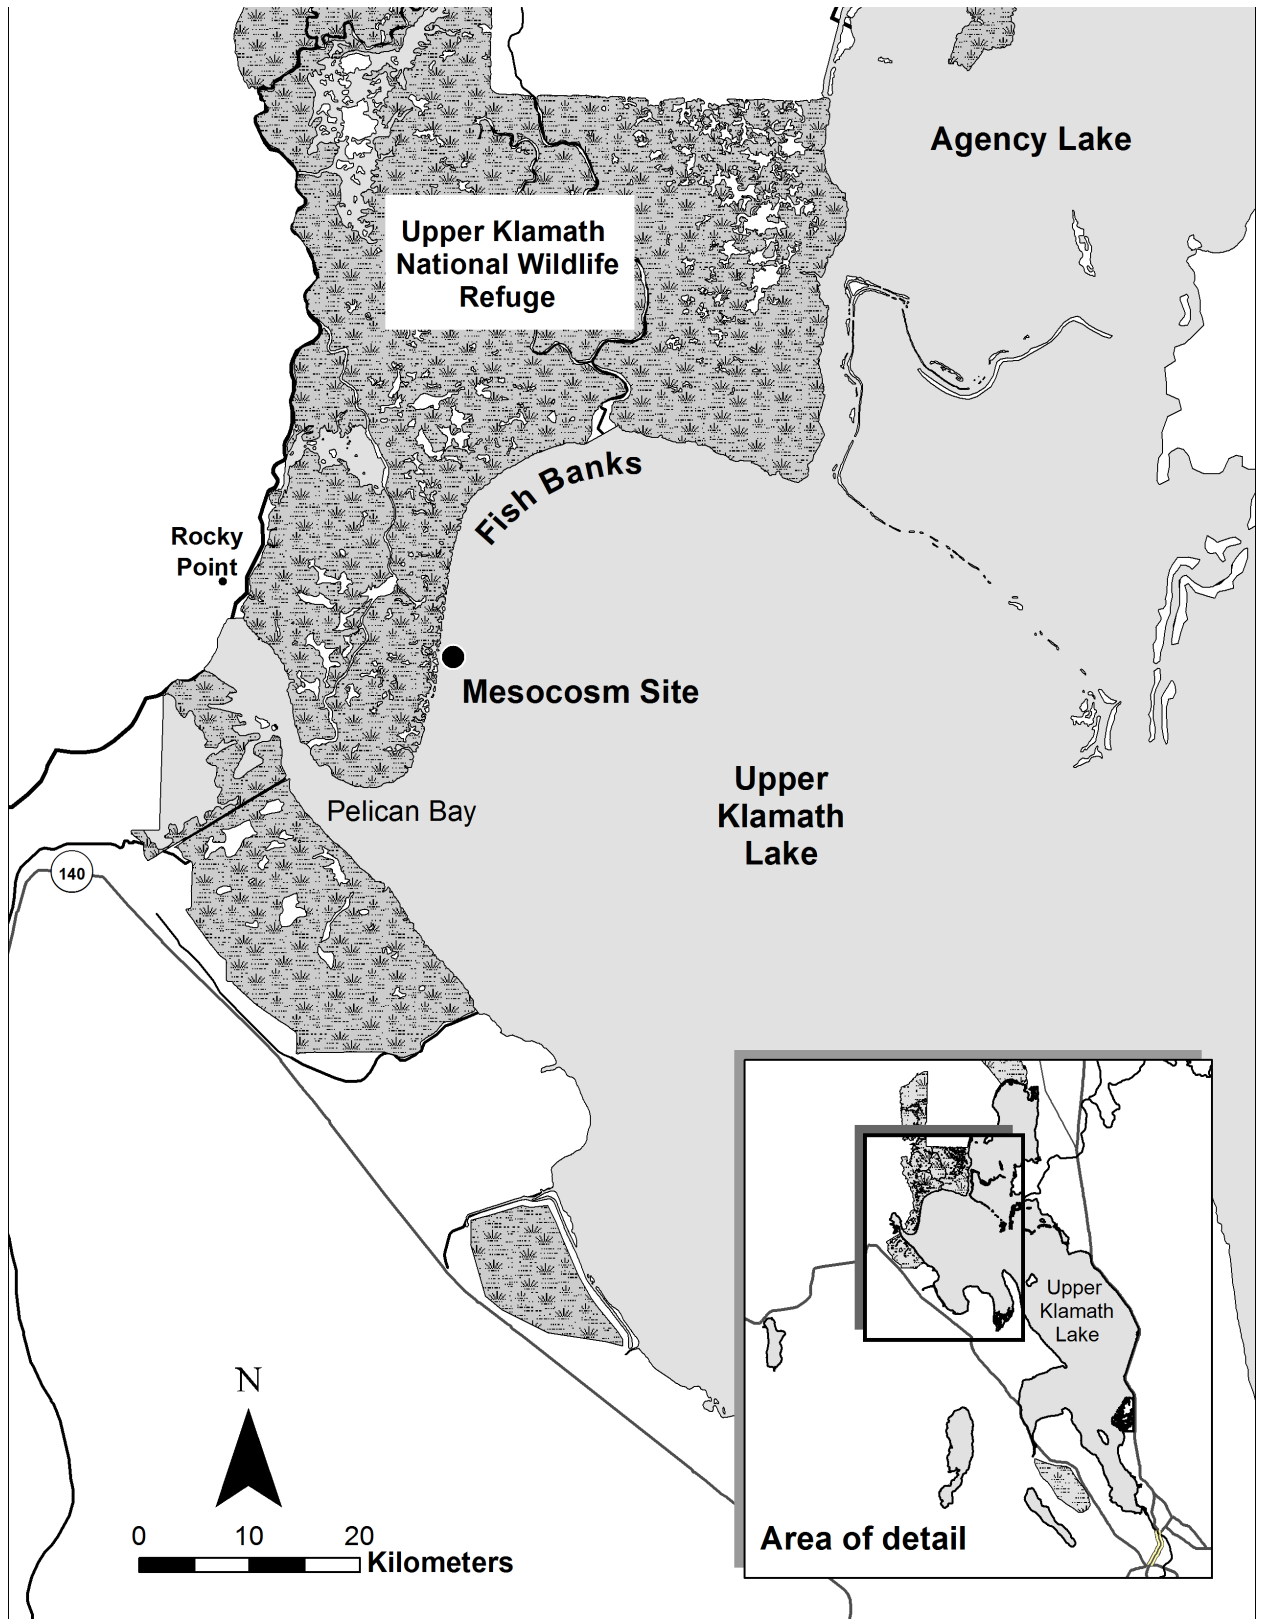 Agency Lake
Upper Klamath
National Wildlife
Refuge
Fish Banks
Rocky
Point
Mesocosm Site
Upper
Klamath
Lake
Pelican Bay
140
Upper
Klamath
Lake
N
0 10 20
Kilometers
Area of detail